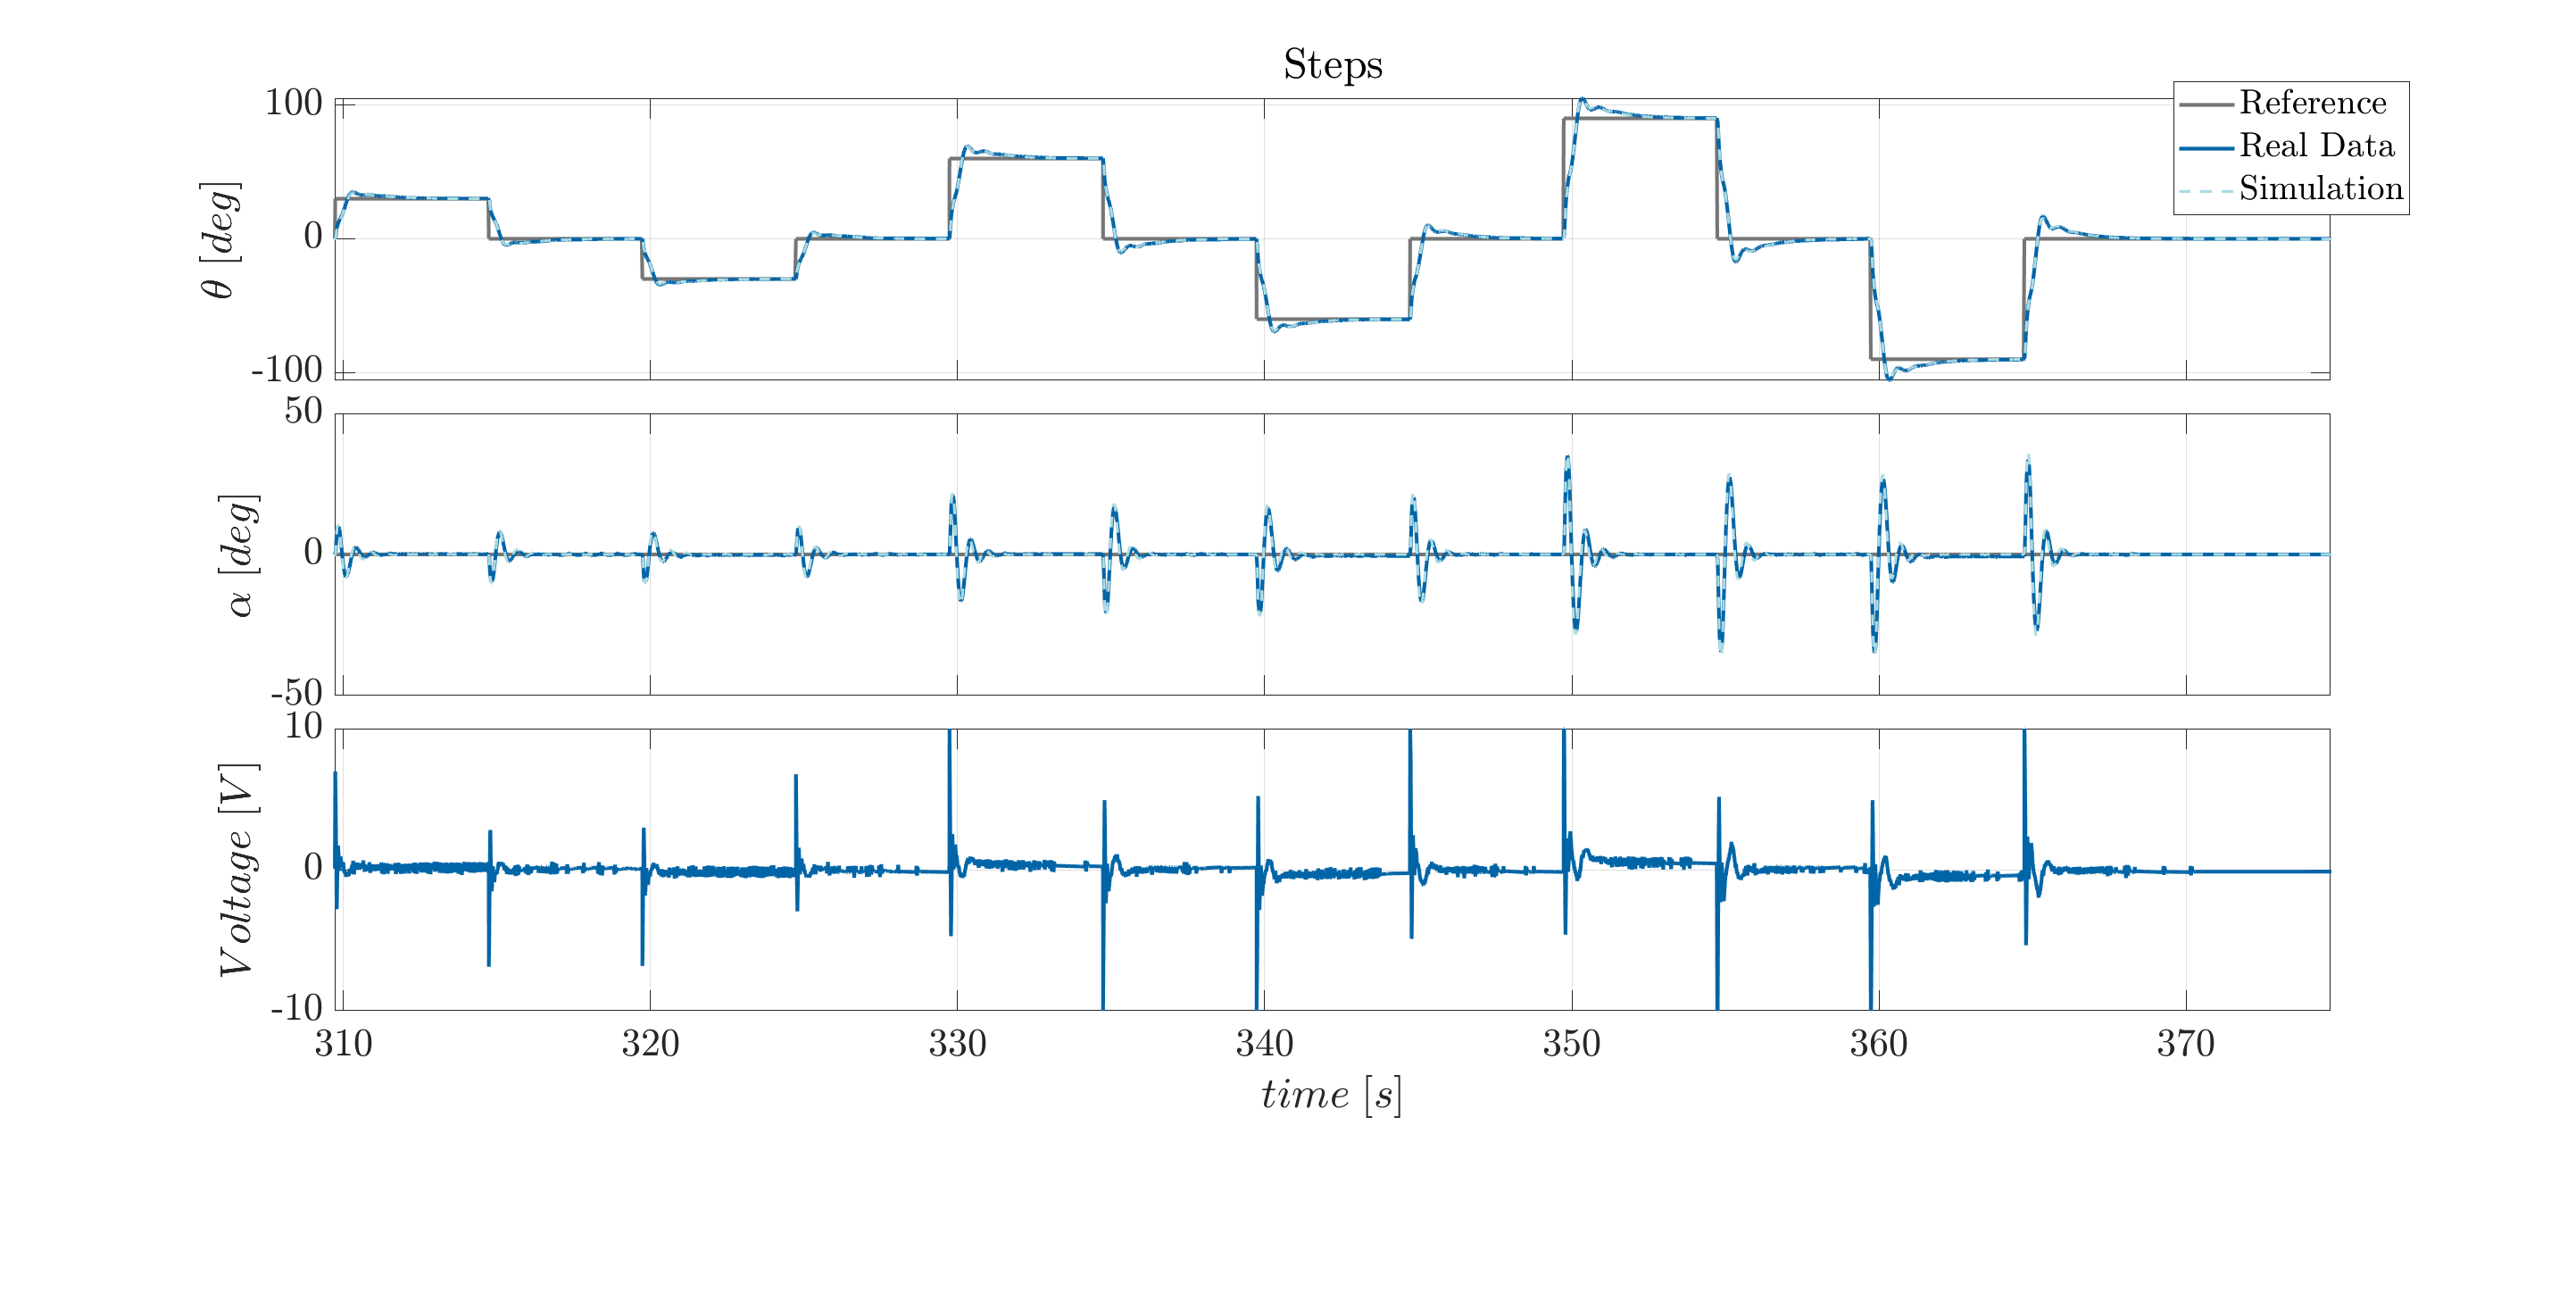 Steps
100
0
-100
θ [deg]
Reference
Real Data
Simulation
50
0
-50
α [deg]
10
0
-10
Voltage [V]
310 320 330 340 350 360 370
time [s]